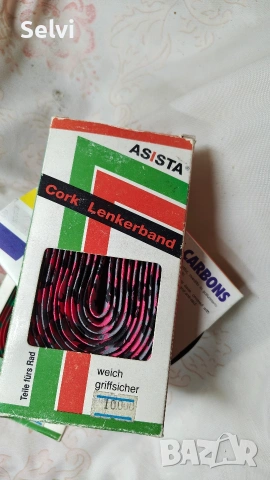 Selvi
ASISTA
Cork Lenkerband
CARBONS
Teile fürs Rad
weich
griffsicher
10.00
bazar